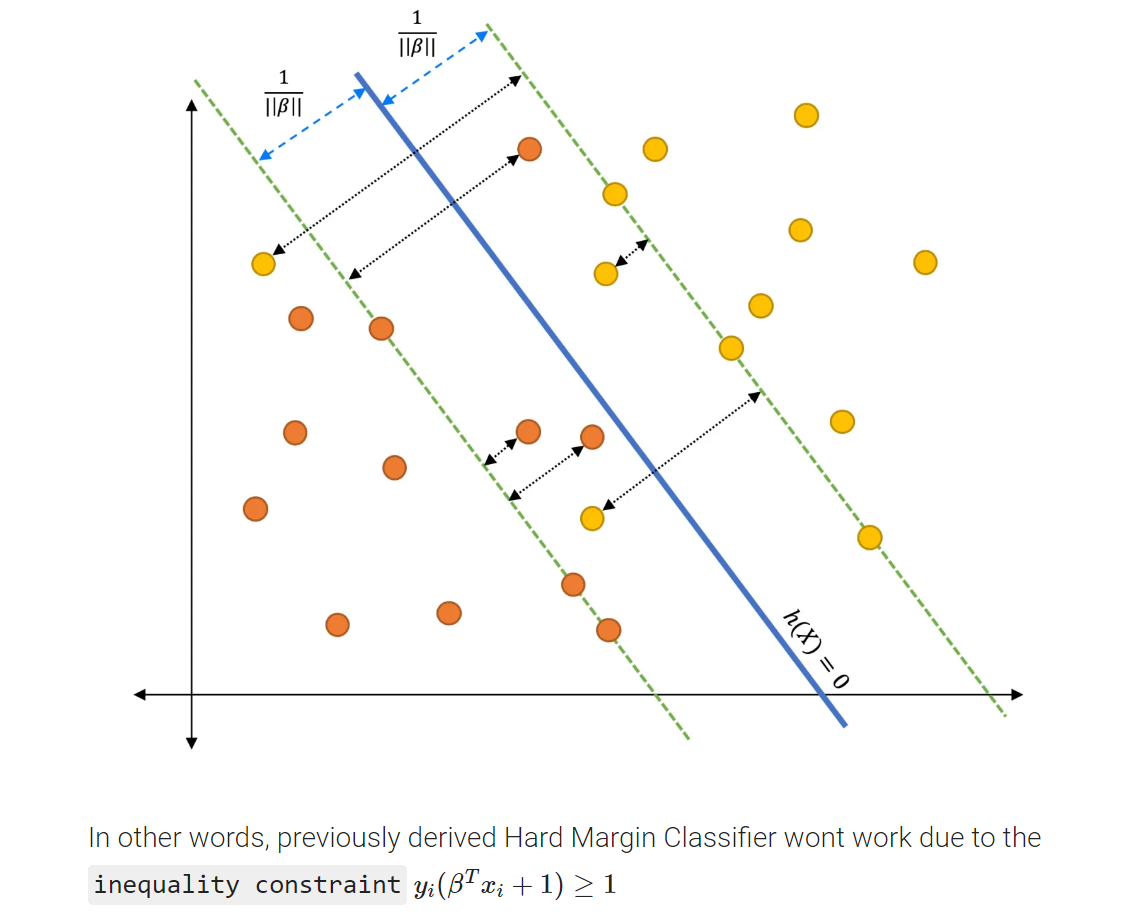 1
||β||
1
||β||
h(X) = 0
In other words, previously derived Hard Margin Classifier wont work due to the
inequality constraint yᵢ(βᵀxᵢ + 1) ≥ 1